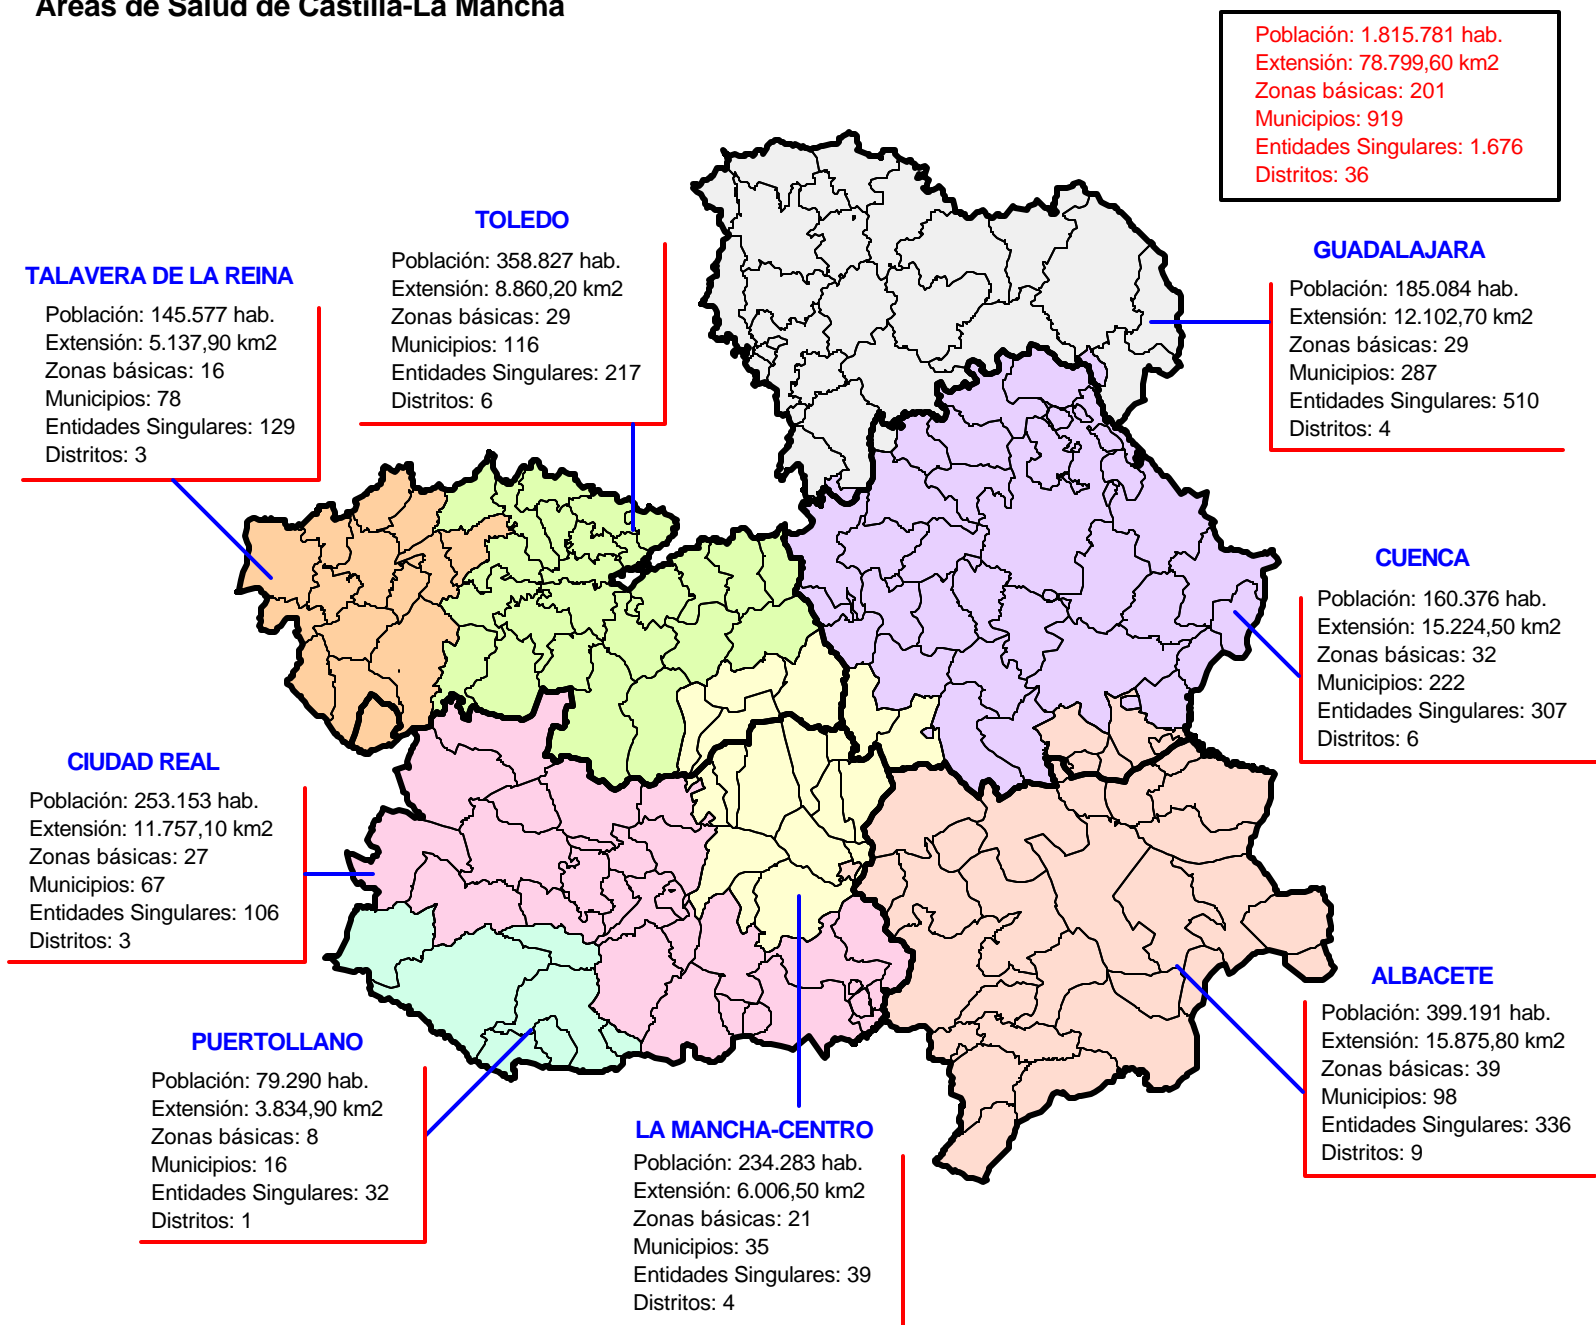 Areas de Salud de Castilla-La Mancha
Población: 1.815.781 hab.
Extensión: 78.799,60 km2
Zonas básicas: 201
Municipios: 919
Entidades Singulares: 1.676
Distritos: 36
TOLEDO
Población: 358.827 hab.
Extensión: 8.860,20 km2
Zonas básicas: 29
Municipios: 116
Entidades Singulares: 217
Distritos: 6
GUADALAJARA
Población: 185.084 hab.
Extensión: 12.102,70 km2
Zonas básicas: 29
Municipios: 287
Entidades Singulares: 510
Distritos: 4
TALAVERA DE LA REINA
Población: 145.577 hab.
Extensión: 5.137,90 km2
Zonas básicas: 16
Municipios: 78
Entidades Singulares: 129
Distritos: 3
CUENCA
Población: 160.376 hab.
Extensión: 15.224,50 km2
Zonas básicas: 32
Municipios: 222
Entidades Singulares: 307
Distritos: 6
CIUDAD REAL
Población: 253.153 hab.
Extensión: 11.757,10 km2
Zonas básicas: 27
Municipios: 67
Entidades Singulares: 106
Distritos: 3
ALBACETE
Población: 399.191 hab.
Extensión: 15.875,80 km2
Zonas básicas: 39
Municipios: 98
Entidades Singulares: 336
Distritos: 9
PUERTOLLANO
Población: 79.290 hab.
Extensión: 3.834,90 km2
Zonas básicas: 8
Municipios: 16
Entidades Singulares: 32
Distritos: 1
LA MANCHA-CENTRO
Población: 234.283 hab.
Extensión: 6.006,50 km2
Zonas básicas: 21
Municipios: 35
Entidades Singulares: 39
Distritos: 4